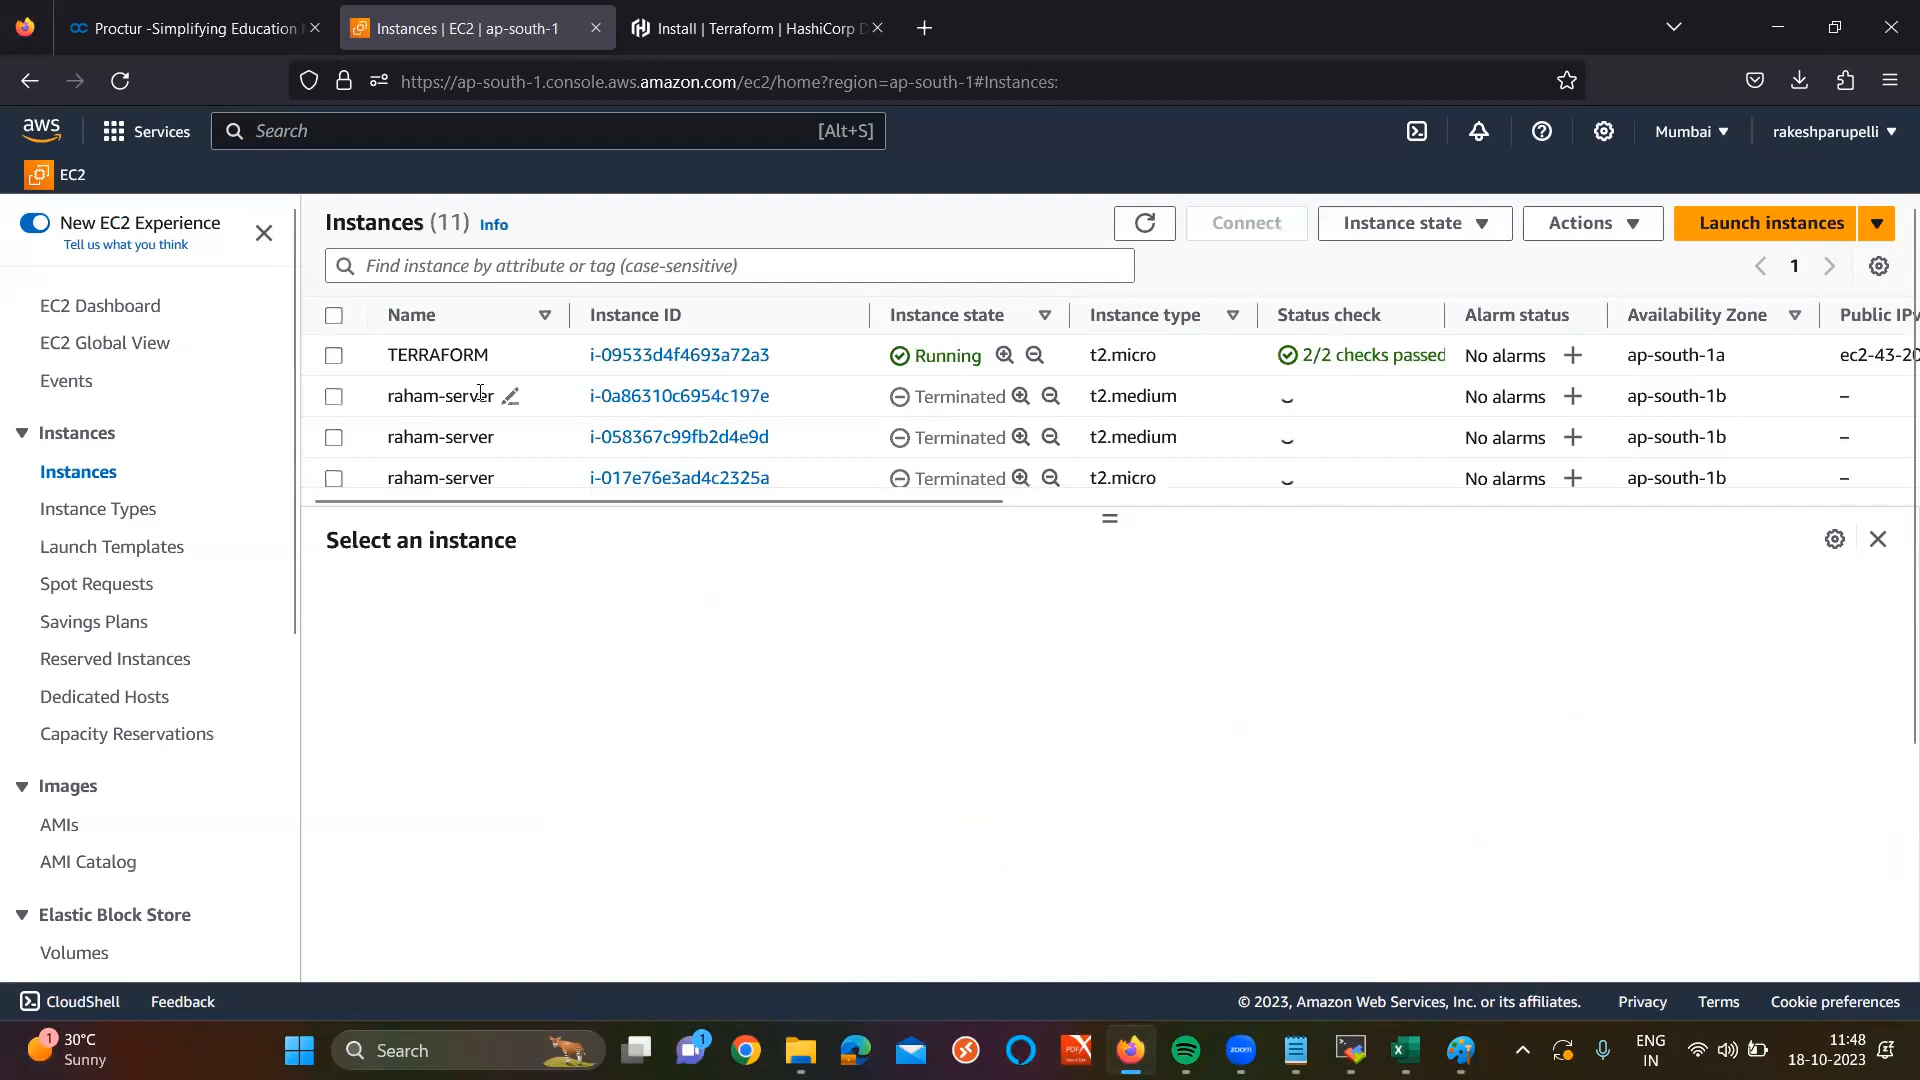 Proctur -Simplifying Education
Instances | EC2 | ap-south-1
Install | Terraform | HashiCorp D
https://ap-south-1.console.aws.amazon.com/ec2/home?region=ap-south-1#Instances:
aws
Services
Search
[Alt+S]
Mumbai
rakeshparupelli
EC2
New EC2 Experience
Tell us what you think
EC2 Dashboard
EC2 Global View
Events
Instances
Instances
Instance Types
Launch Templates
Spot Requests
Savings Plans
Reserved Instances
Dedicated Hosts
Capacity Reservations
Images
AMIs
AMI Catalog
Elastic Block Store
Volumes
Instances (11) Info
Connect
Instance state
Actions
Launch instances
Find instance by attribute or tag (case-sensitive)
1
Name Instance ID Instance state Instance type Status check Alarm status Availability Zone Public IPv
TERRAFORM i-09533d4f4693a72a3 Running t2.micro 2/2 checks passed No alarms ap-south-1a ec2-43-20
raham-server i-0a86310c6954c197e Terminated t2.medium No alarms ap-south-1b –
raham-server i-058367c99fb2d4e9d Terminated t2.medium No alarms ap-south-1b –
raham-server i-017e76e3ad4c2325a Terminated t2.micro No alarms ap-south-1b –
Select an instance
CloudShell
Feedback
© 2023, Amazon Web Services, Inc. or its affiliates.
Privacy
Terms
Cookie preferences
1
30°C
Sunny
Search
1
PDFX
zoom
ENG
IN
11:48
18-10-2023